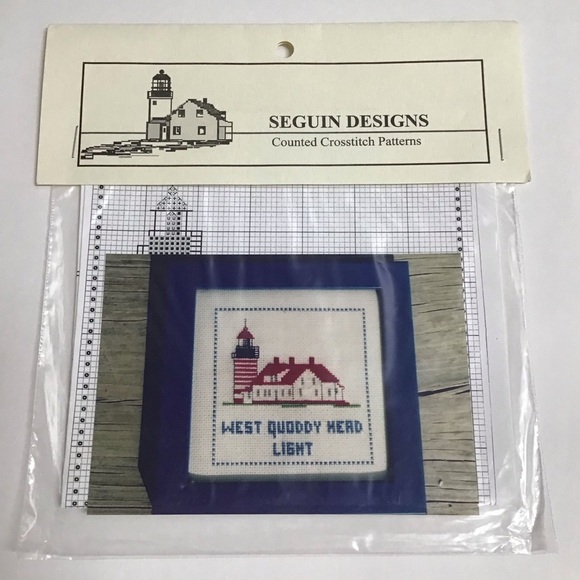 SEGUIN DESIGNS
Counted Crosstitch Patterns
WEST QUODDY HEAD
LIGHT